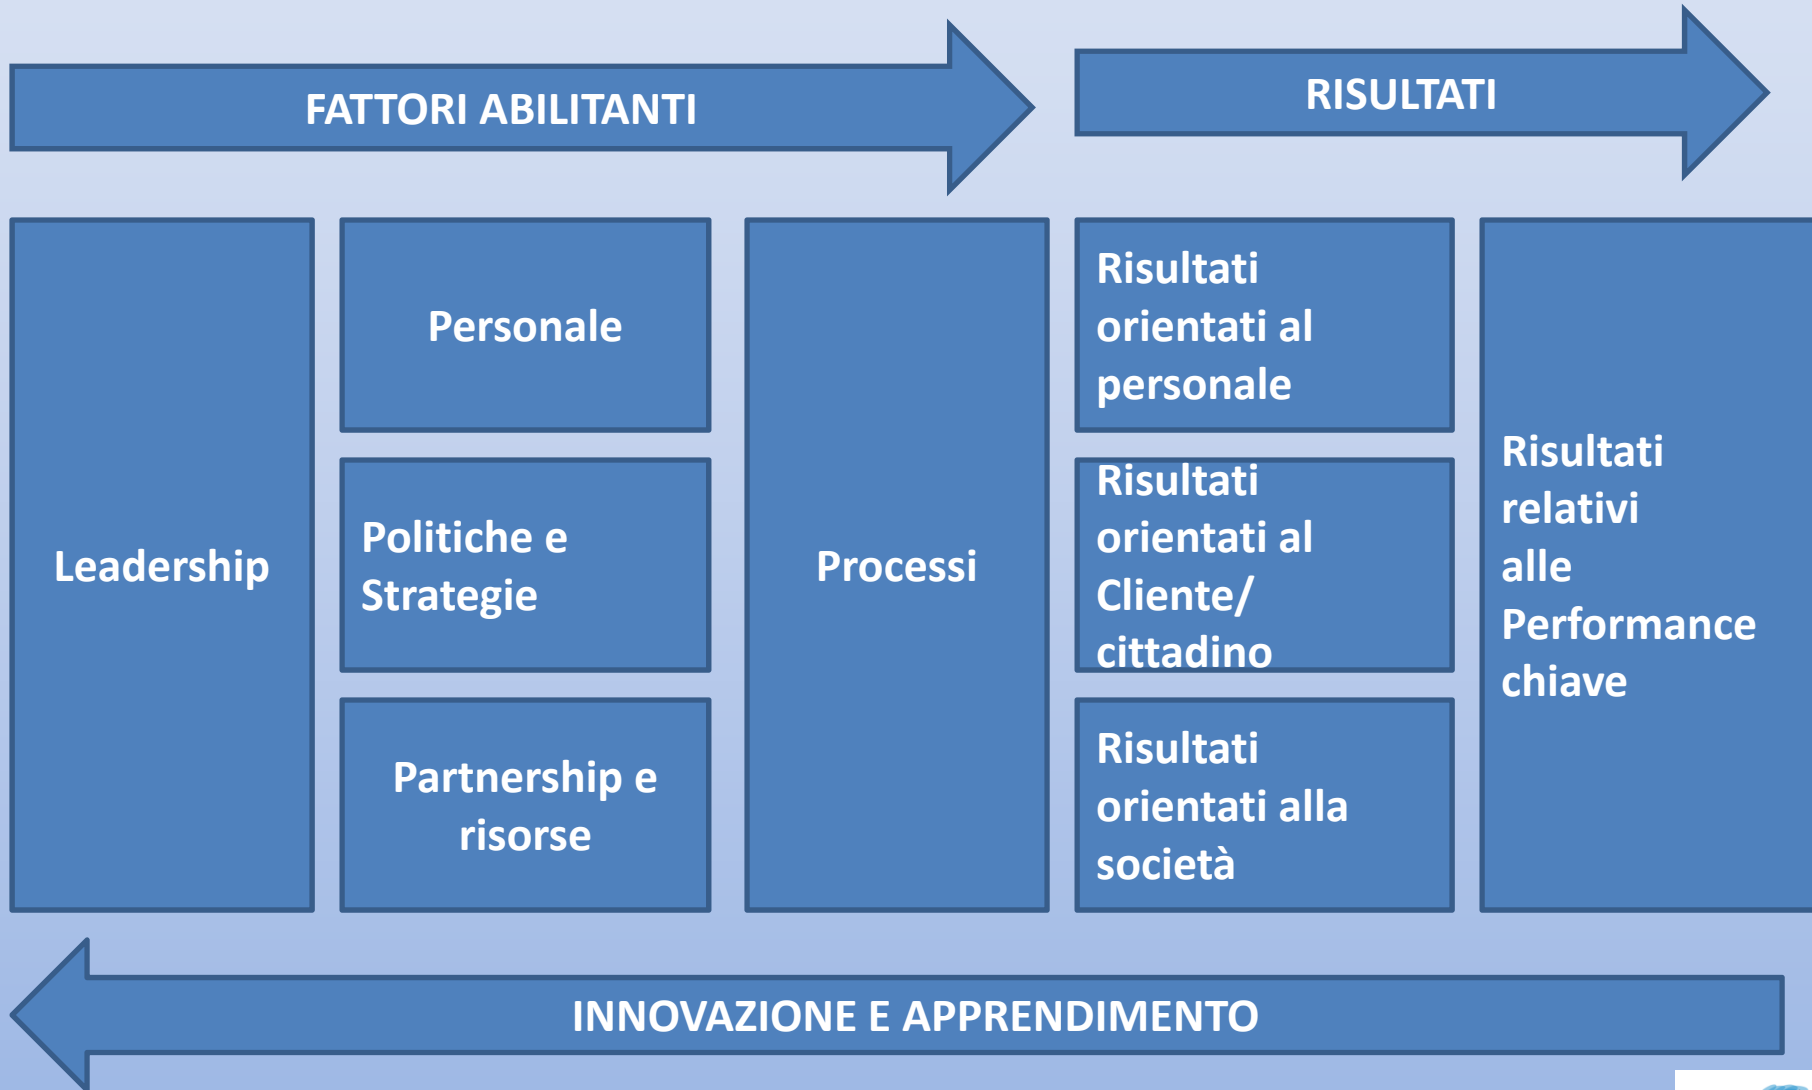 FATTORI ABILITANTI
RISULTATI
Leadership
Personale
Politiche e
Strategie
Partnership e
risorse
Processi
Risultati
orientati al
personale
Risultati
orientati al
Cliente/
cittadino
Risultati
orientati alla
società
Risultati
relativi
alle
Performance
chiave
INNOVAZIONE E APPRENDIMENTO